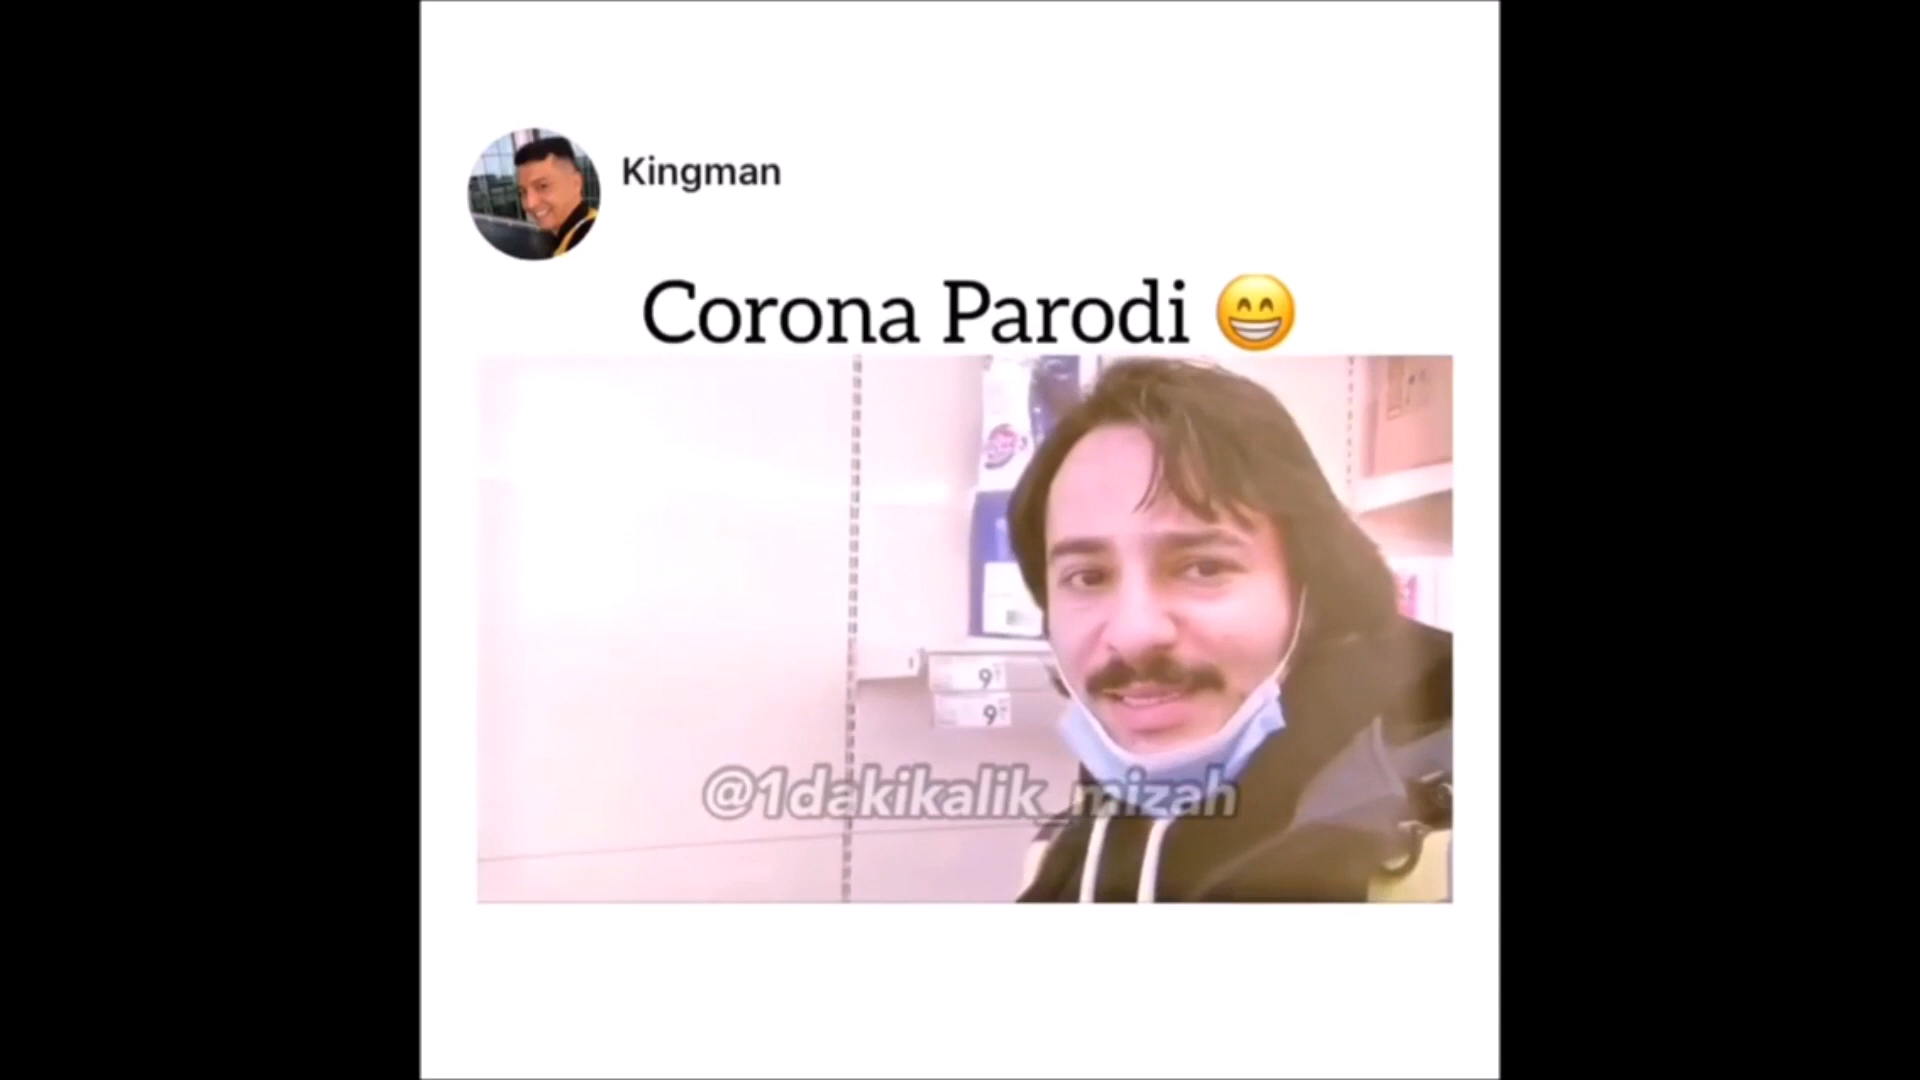 Kingman
Corona Parodi 😁
9
9
@1dakikalik_mizah